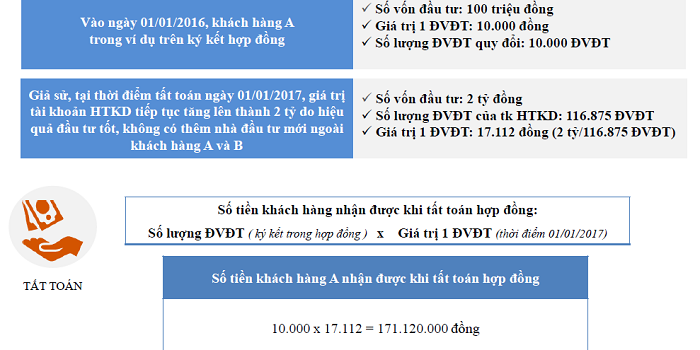 Vào ngày 01/01/2016, khách hàng A
trong ví dụ trên ký kết hợp đồng
✓ Số vốn đầu tư: 100 triệu đồng
✓ Giá trị 1 ĐVĐT: 10.000 đồng
✓ Số lượng ĐVĐT quy đổi: 10.000 ĐVĐT
Giả sử, tại thời điểm tất toán ngày 01/01/2017, giá trị
tài khoản HTKD tiếp tục tăng lên thành 2 tỷ do hiệu
quả đầu tư tốt, không có thêm nhà đầu tư mới ngoài
khách hàng A và B
✓ Số vốn đầu tư: 2 tỷ đồng
✓ Số lượng ĐVĐT của tk HTKD: 116.875 ĐVĐT
✓ Giá trị 1 ĐVĐT: 17.112 đồng (2 tỷ/116.875 ĐVĐT)
TẤT TOÁN
Số tiền khách hàng nhận được khi tất toán hợp đồng:
Số lượng ĐVĐT ( ký kết trong hợp đồng ) x Giá trị 1 ĐVĐT (thời điểm 01/01/2017)
Số tiền khách hàng A nhận được khi tất toán hợp đồng
10.000 x 17.112 = 171.120.000 đồng